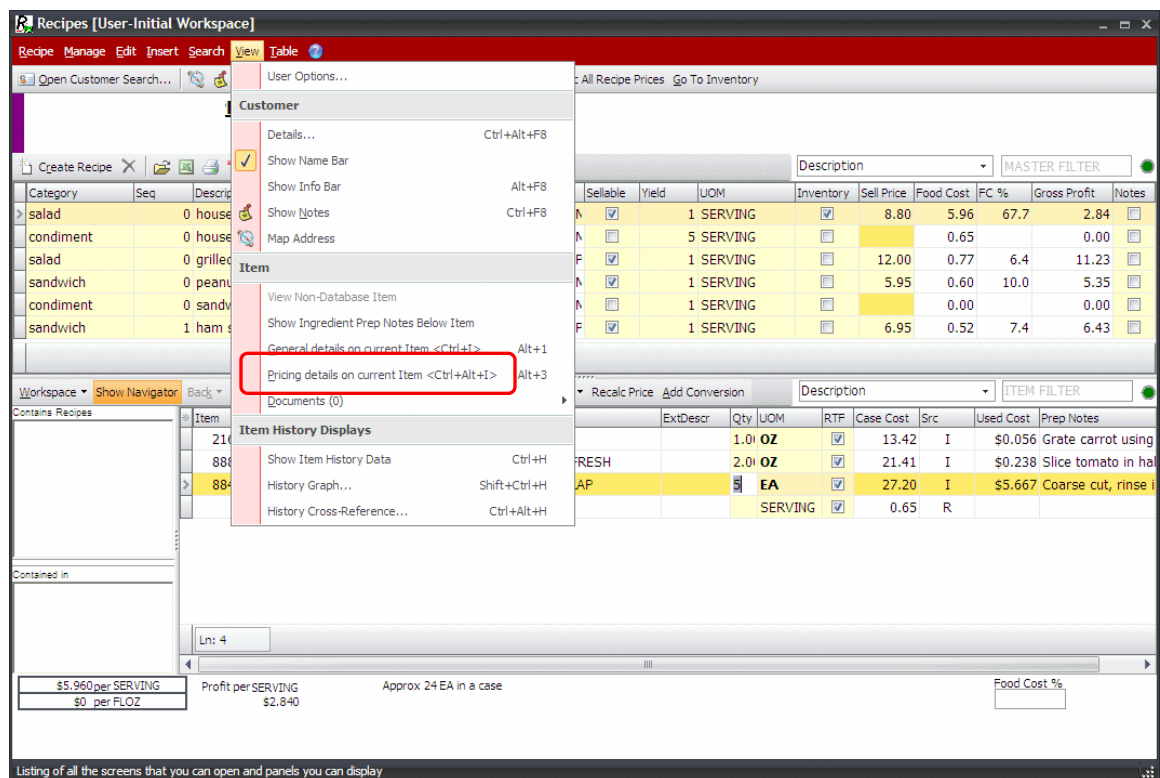 Recipes [User-Initial Workspace]
Recipe Manage Edit Insert Search View Table
Open Customer Search... All Recipe Prices Go To Inventory
User Options...
Customer
Details... Ctrl+Alt+F8
Show Name Bar
Show Info Bar Alt+F8
Show Notes Ctrl+F8
Map Address
Item
View Non-Database Item
Show Ingredient Prep Notes Below Item
General details on current Item <Ctrl+I> Alt+1
Pricing details on current Item <Ctrl+Alt+I> Alt+3
Documents (0)
Item History Displays
Show Item History Data Ctrl+H
History Graph... Shift+Ctrl+H
History Cross-Reference... Ctrl+Alt+H
Create Recipe Description MASTER FILTER
Category Seq Descrip Sellable Yield UOM Inventory Sell Price Food Cost FC % Gross Profit Notes
salad 0 house N 1 SERVING 8.80 5.96 67.7 2.84
condiment 0 house N 5 SERVING 0.65 0.00
salad 0 grilled F 1 SERVING 12.00 0.77 6.4 11.23
sandwich 0 peanu N 1 SERVING 5.95 0.60 10.0 5.35
condiment 0 sandw N 1 SERVING 0.00 0.00
sandwich 1 ham s F 1 SERVING 6.95 0.52 7.4 6.43
Workspace Show Navigator Back Recalc Price Add Conversion Description ITEM FILTER
Contains Recipes
Item ExtDescr Qty UOM RTF Case Cost Src Used Cost Prep Notes
216 1.0 OZ 13.42 I $0.056 Grate carrot using
888 FRESH 2.0 OZ 21.41 I $0.238 Slice tomato in hal
884 LAP 5 EA 27.20 I $5.667 Coarse cut, rinse i
SERVING 0.65 R
Contained in
Ln: 4
$5.960 per SERVING Profit per SERVING Approx 24 EA in a case Food Cost %
$0 per FLOZ $2.840
Listing of all the screens that you can open and panels you can display